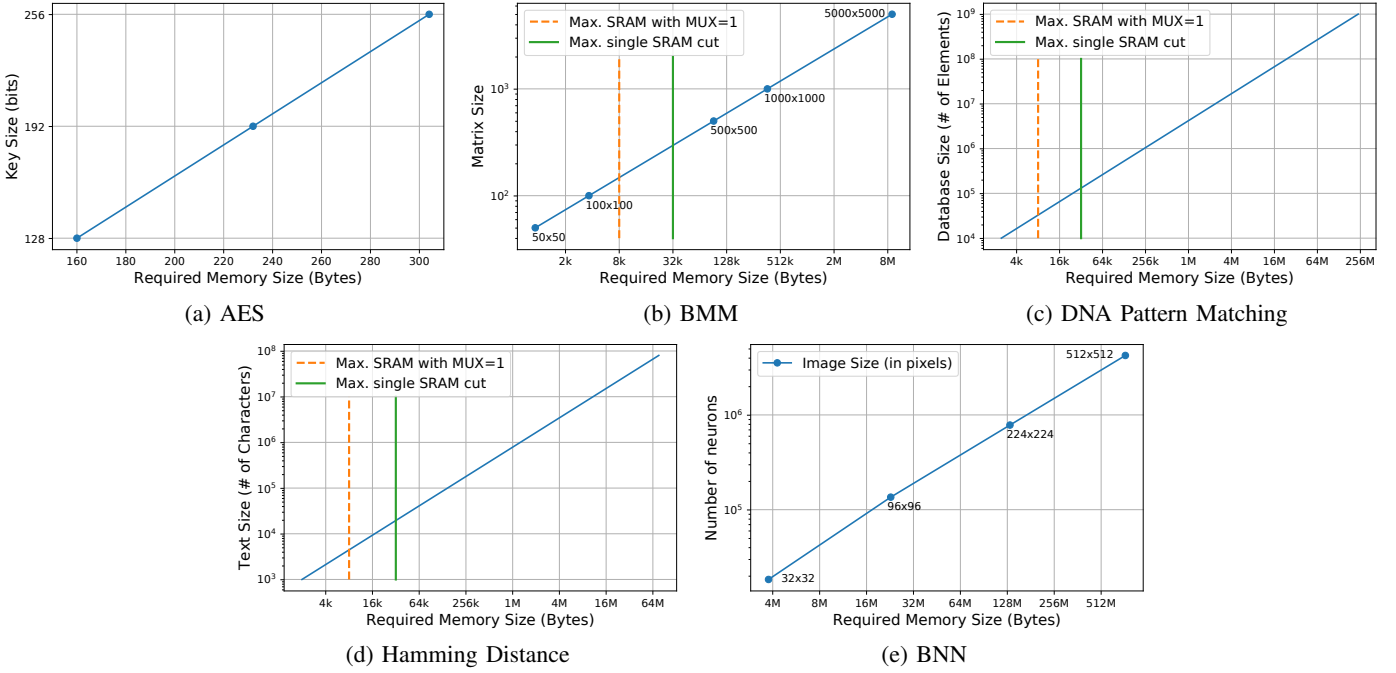 256
192
128
Key Size (bits)
160 180 200 220 240 260 280 300
Required Memory Size (Bytes)
(a) AES
Max. SRAM with MUX=1
Max. single SRAM cut
5000x5000
1000x1000
500x500
100x100
50x50
10³
10²
Matrix Size
2k 8k 32k 128k 512k 2M 8M
Required Memory Size (Bytes)
(b) BMM
Max. SRAM with MUX=1
Max. single SRAM cut
10⁹
10⁸
10⁷
10⁶
10⁵
10⁴
Database Size (# of Elements)
4k 16k 64k 256k 1M 4M 16M 64M 256M
Required Memory Size (Bytes)
(c) DNA Pattern Matching
Max. SRAM with MUX=1
Max. single SRAM cut
10⁸
10⁷
10⁶
10⁵
10⁴
10³
Text Size (# of Characters)
4k 16k 64k 256k 1M 4M 16M 64M
Required Memory Size (Bytes)
(d) Hamming Distance
Image Size (in pixels)
512x512
224x224
96x96
32x32
10⁶
10⁵
Number of neurons
4M 8M 16M 32M 64M 128M 256M 512M
Required Memory Size (Bytes)
(e) BNN